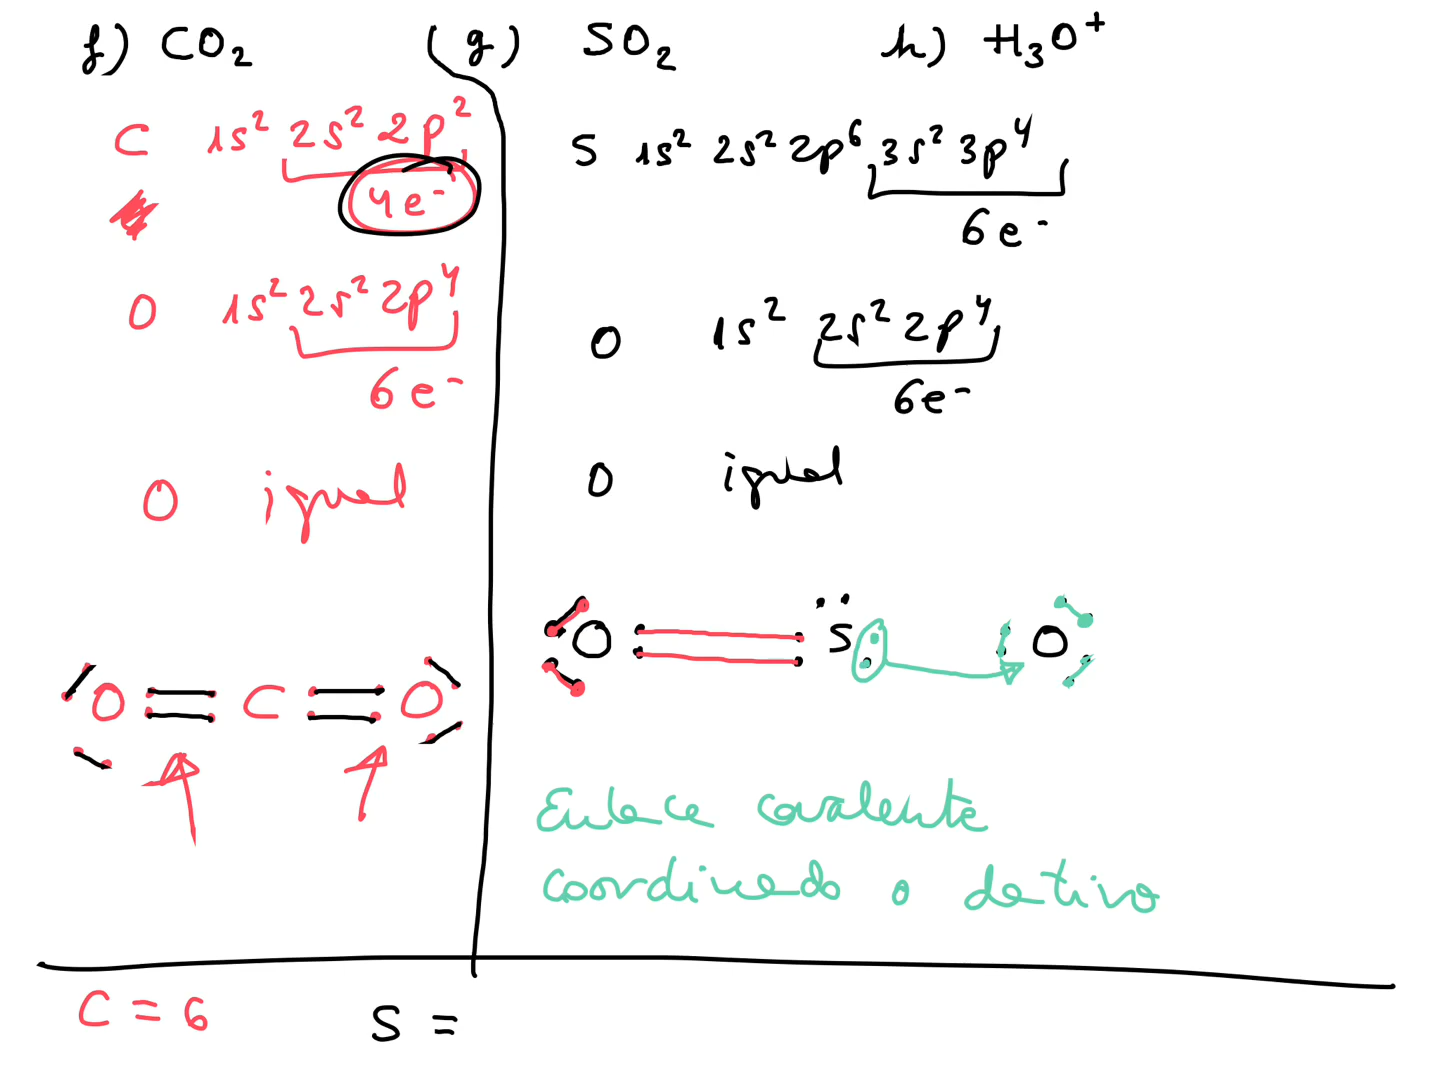 f) CO₂
C 1s² 2s² 2p²
4e⁻
O 1s² 2s² 2p⁴
6e⁻
O igual
O C O
(g) SO₂
S 1s² 2s² 2p⁶ 3s² 3p⁴
6e⁻
O 1s² 2s² 2p⁴
6e⁻
O igual
O S O
Enlace covalente
coordinado o dativo
h) H₃O⁺
C = 6
S =